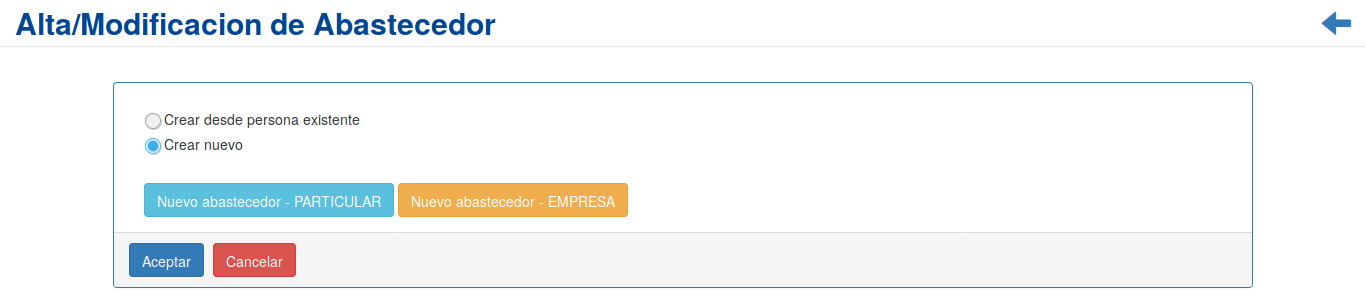 Alta/Modificacion de Abastecedor
Crear desde persona existente
Crear nuevo
Nuevo abastecedor - PARTICULAR Nuevo abastecedor - EMPRESA
Aceptar Cancelar